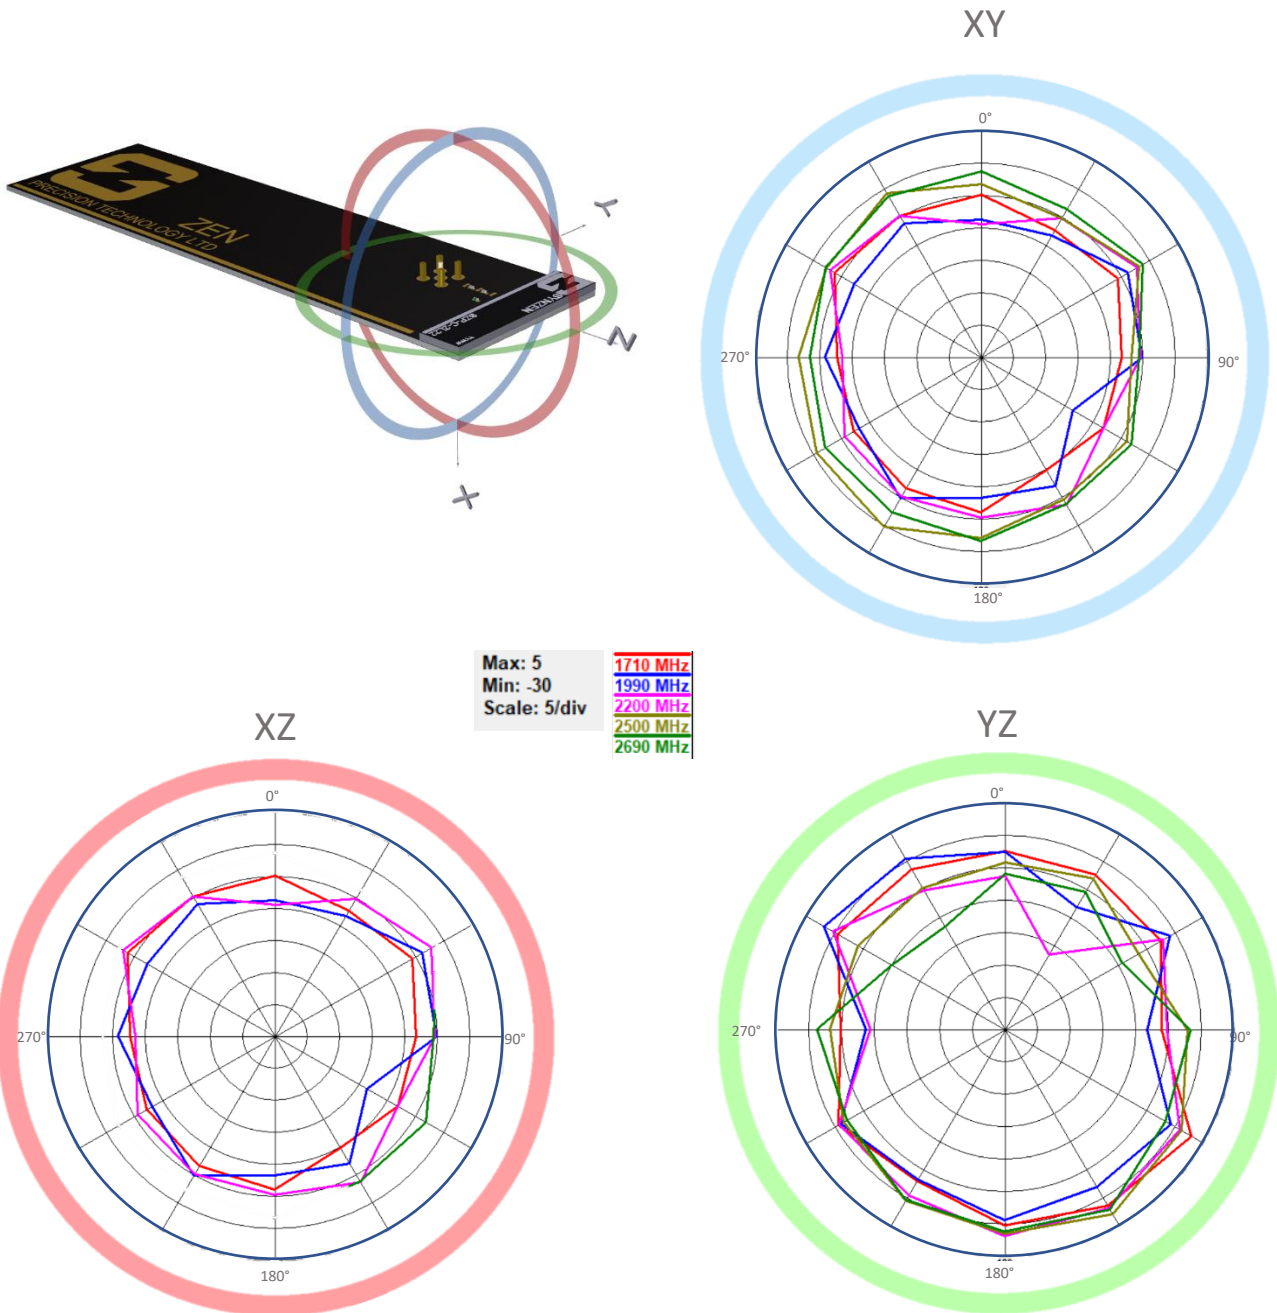 XY
PRECISION TECHNOLOGY LTD
ZEN
Y
Z
X
0°
270°
90°
180°
Max: 5
Min: -30
Scale: 5/div
1710 MHz
1990 MHz
2200 MHz
2500 MHz
2690 MHz
XZ
0°
270°
90°
180°
YZ
0°
270°
90°
180°